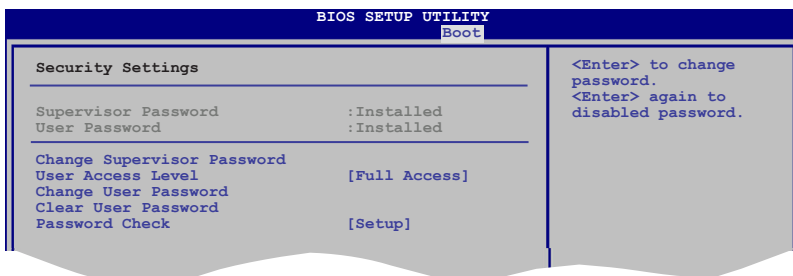 BIOS SETUP UTILITY
Boot
Security Settings
Supervisor Password :Installed
User Password :Installed
Change Supervisor Password
User Access Level [Full Access]
Change User Password
Clear User Password
Password Check [Setup]
<Enter> to change
password.
<Enter> again to
disabled password.